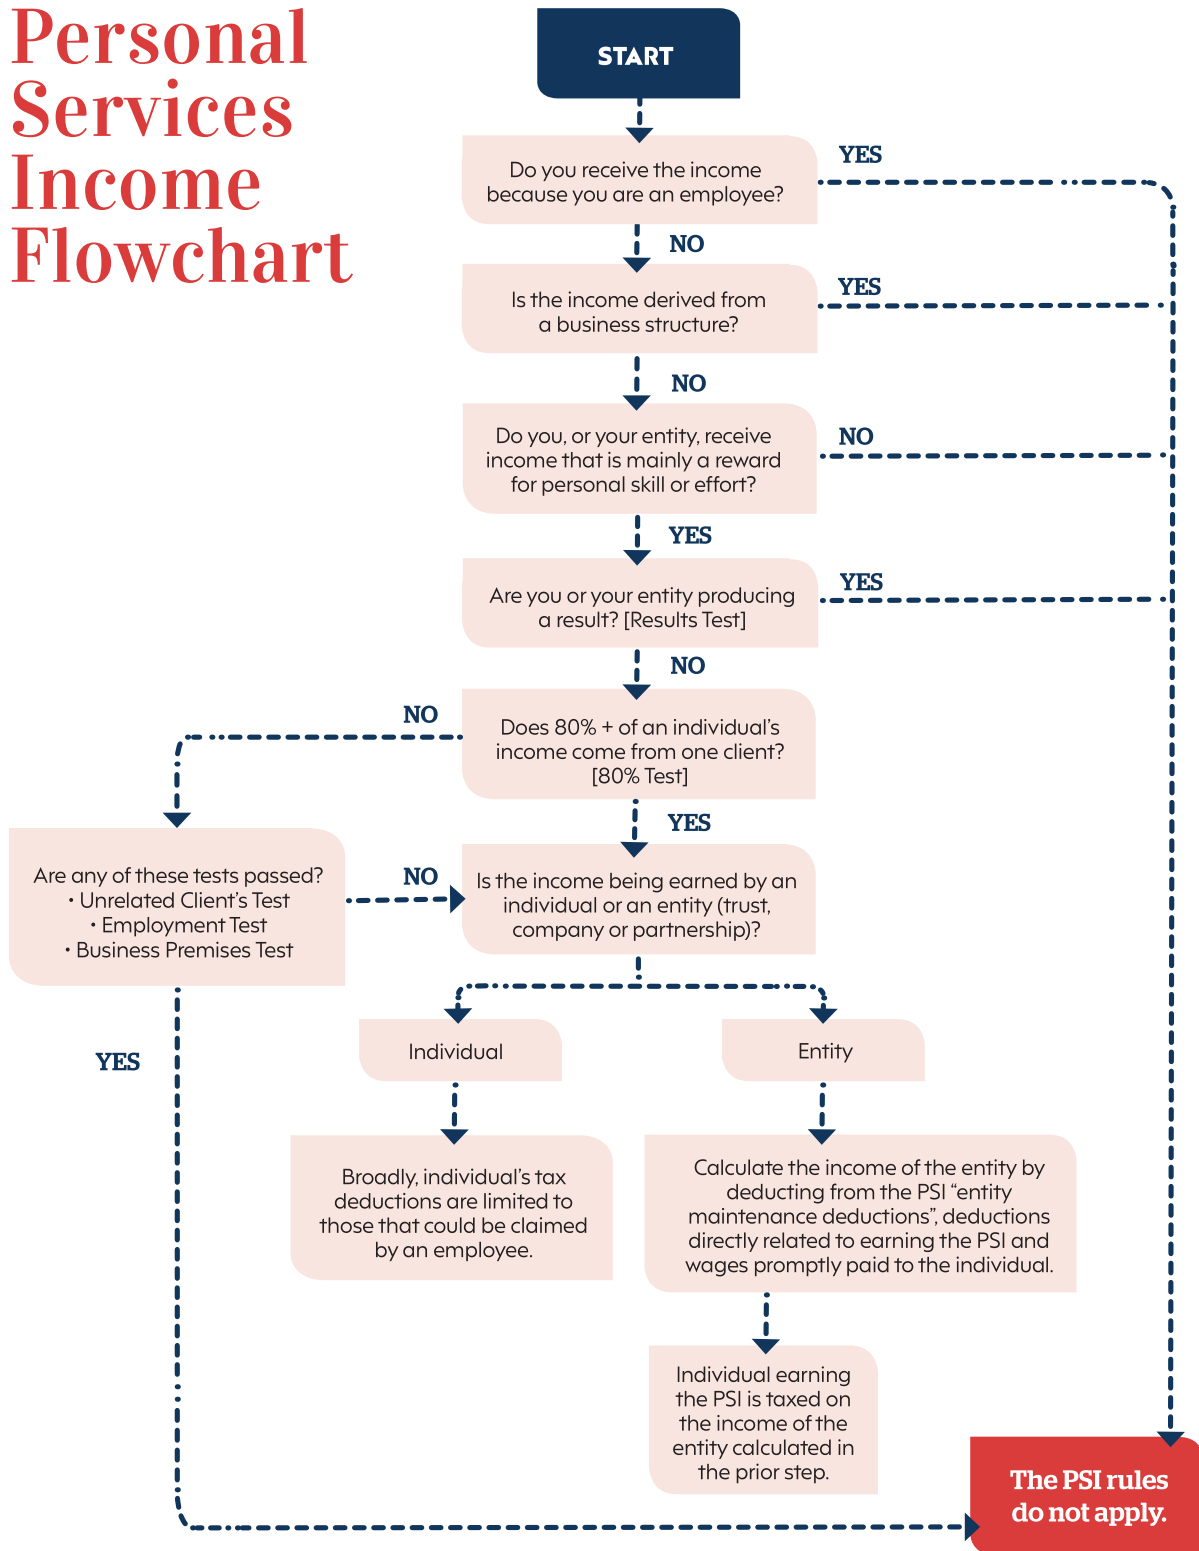 Personal
Services
Income
Flowchart
START
Do you receive the income
because you are an employee?
YES
NO
Is the income derived from
a business structure?
YES
NO
Do you, or your entity, receive
income that is mainly a reward
for personal skill or effort?
NO
YES
Are you or your entity producing
a result? [Results Test]
YES
NO
Does 80% + of an individual's
income come from one client?
[80% Test]
NO
YES
Are any of these tests passed?
• Unrelated Client's Test
• Employment Test
• Business Premises Test
NO
Is the income being earned by an
individual or an entity (trust,
company or partnership)?
YES
Individual
Entity
Broadly, individual's tax
deductions are limited to
those that could be claimed
by an employee.
Calculate the income of the entity by
deducting from the PSI “entity
maintenance deductions”, deductions
directly related to earning the PSI and
wages promptly paid to the individual.
Individual earning
the PSI is taxed on
the income of the
entity calculated in
the prior step.
The PSI rules
do not apply.